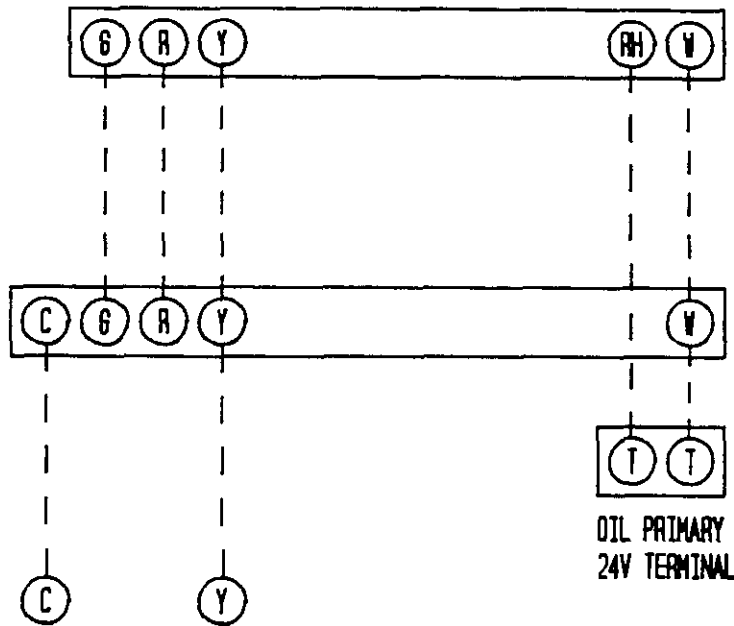 G R Y RH W
C G R Y W
T T
OIL PRIMARY
24V TERMINAL
C Y